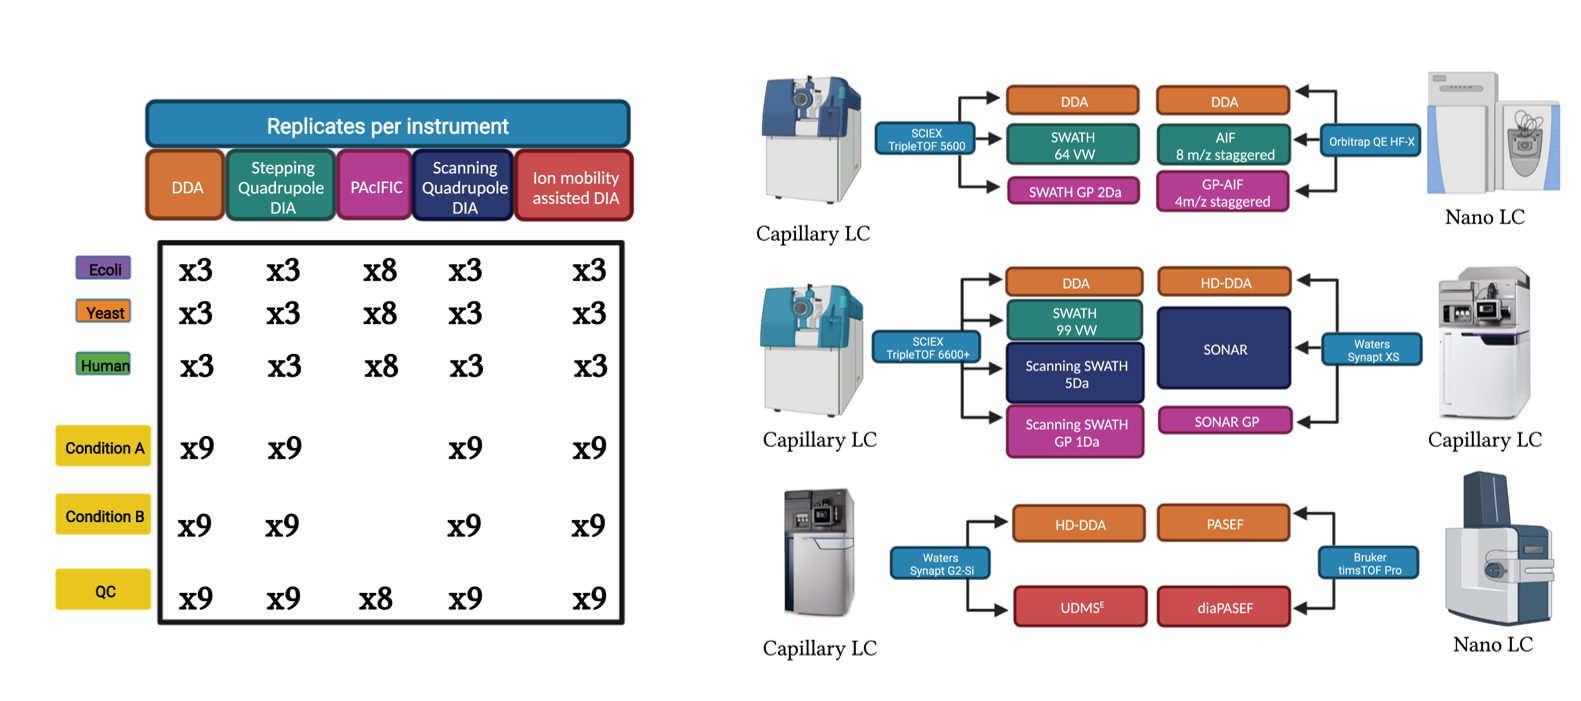 Replicates per instrument
DDA
Stepping
Quadrupole
DIA
PAcIFIC
Scanning
Quadrupole
DIA
Ion mobility
assisted DIA
Ecoli x3 x3 x8 x3 x3
Yeast x3 x3 x8 x3 x3
Human x3 x3 x8 x3 x3
Condition A x9 x9 x9 x9
Condition B x9 x9 x9 x9
QC x9 x9 x8 x9 x9
SCIEX
TripleTOF 5600
Capillary LC
DDA
SWATH
64 VW
SWATH GP 2Da
DDA
AIF
8 m/z staggered
GP-AIF
4m/z staggered
Orbitrap QE HF-X
Nano LC
SCIEX
TripleTOF 6600+
Capillary LC
DDA
SWATH
99 VW
Scanning SWATH
5Da
Scanning SWATH
GP 1Da
HD-DDA
SONAR
SONAR GP
Waters
Synapt XS
Capillary LC
Waters
Synapt G2-Si
Capillary LC
HD-DDA
UDMSᴱ
PASEF
diaPASEF
Bruker
timsTOF Pro
Nano LC